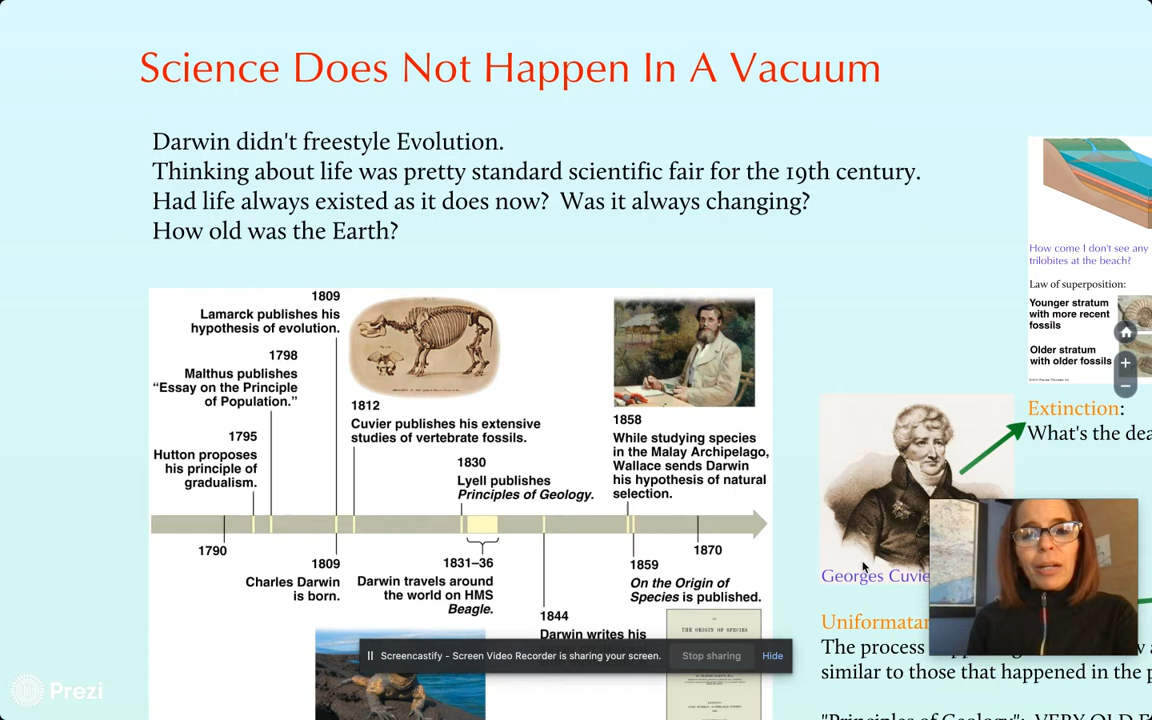 Science Does Not Happen In A Vacuum
Darwin didn't freestyle Evolution.
Thinking about life was pretty standard scientific fair for the 19th century.
Had life always existed as it does now? Was it always changing?
How old was the Earth?
1809
Lamarck publishes his
hypothesis of evolution.
1798
Malthus publishes
“Essay on the Principle
of Population.”
1795
Hutton proposes
his principle of
gradualism.
1812
Cuvier publishes his extensive
studies of vertebrate fossils.
1830
Lyell publishes
Principles of Geology.
1858
While studying species
in the Malay Archipelago,
Wallace sends Darwin
his hypothesis of natural
selection.
1790
1870
1809
Charles Darwin
is born.
1831–36
Darwin travels around
the world on HMS
Beagle.
1844
Darwin writes his
1859
On the Origin of
Species is published.
THE ORIGIN OF SPECIES
How come I don't see any
trilobites at the beach?
Law of superposition:
Younger stratum
with more recent
fossils
Older stratum
with older fossils
Extinction:
What's the dea
Georges Cuvie
Uniformatar
The process
similar to those that happened in the p
"Principles of Geology": VERY OLD E
Screencastify - Screen Video Recorder is sharing your screen.
Stop sharing
Hide
Prezi